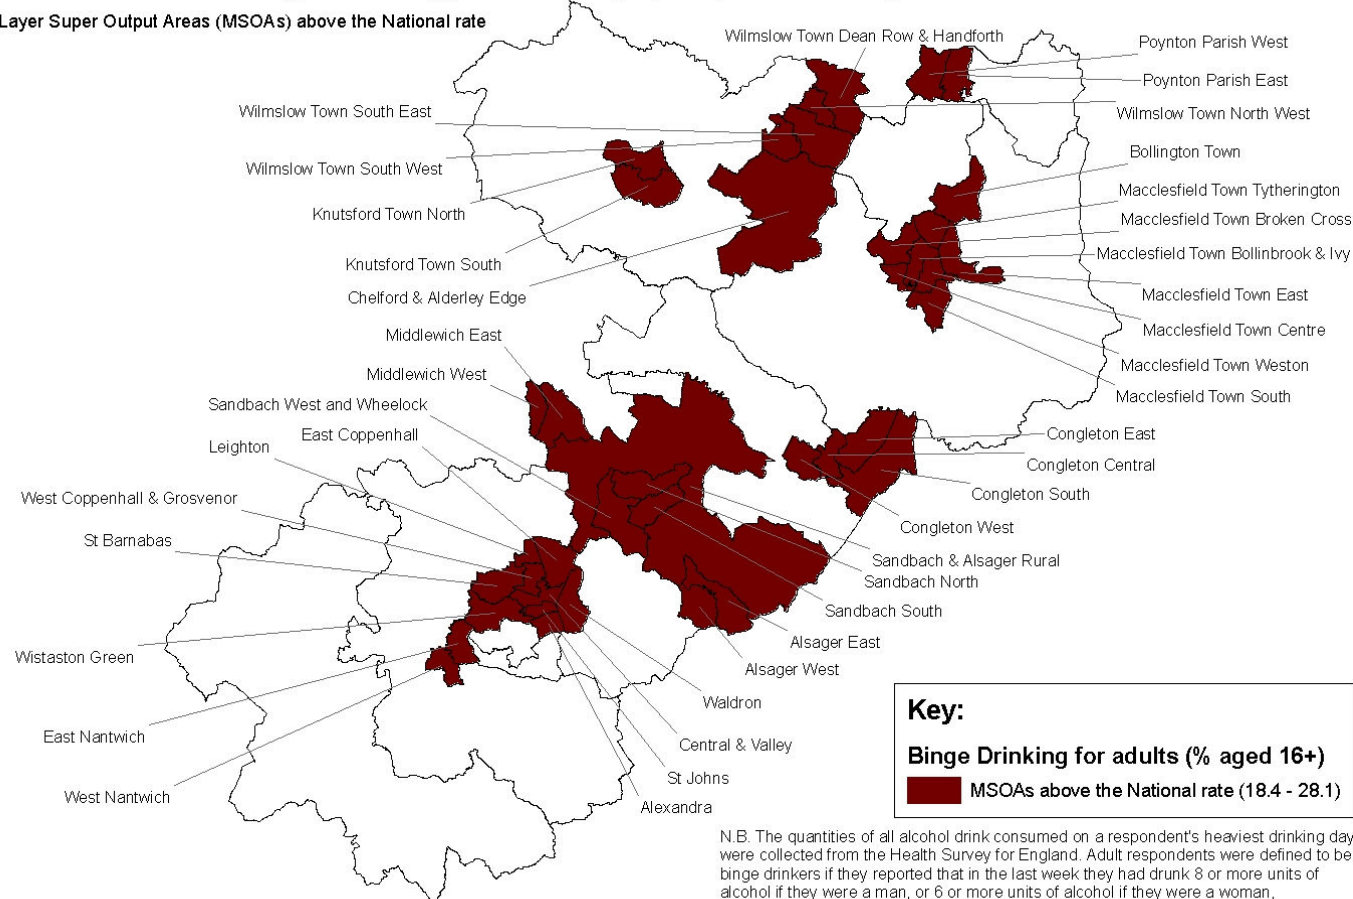 Layer Super Output Areas (MSOAs) above the National rate
Wilmslow Town Dean Row & Handforth
Poynton Parish West
Poynton Parish East
Wilmslow Town South East
Wilmslow Town North West
Bollington Town
Wilmslow Town South West
Macclesfield Town Tytherington
Knutsford Town North
Macclesfield Town Broken Cross
Macclesfield Town Bollinbrook & Ivy
Knutsford Town South
Chelford & Alderley Edge
Macclesfield Town East
Macclesfield Town Centre
Middlewich East
Macclesfield Town Weston
Middlewich West
Macclesfield Town South
Sandbach West and Wheelock
East Coppenhall
Congleton East
Leighton
Congleton Central
West Coppenhall & Grosvenor
Congleton South
Congleton West
St Barnabas
Sandbach & Alsager Rural
Sandbach North
Sandbach South
Alsager East
Wistaston Green
Alsager West
Waldron
East Nantwich
Central & Valley
St Johns
West Nantwich
Alexandra
Key:
Binge Drinking for adults (% aged 16+)
MSOAs above the National rate (18.4 - 28.1)
N.B. The quantities of all alcohol drink consumed on a respondent's heaviest drinking day
were collected from the Health Survey for England. Adult respondents were defined to be
binge drinkers if they reported that in the last week they had drunk 8 or more units of
alcohol if they were a man, or 6 or more units of alcohol if they were a woman,